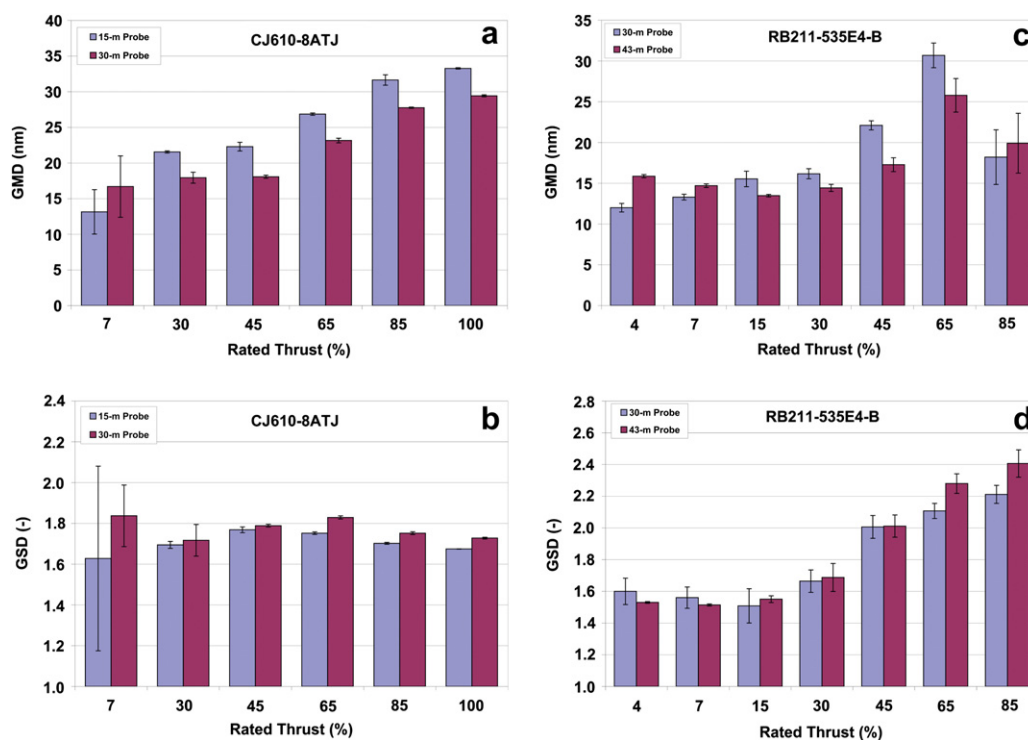 CJ610-8ATJ
a
15-m Probe
30-m Probe
40
35
30
25
20
15
10
5
0
GMD (nm)
7 30 45 65 85 100
Rated Thrust (%)
RB211-535E4-B
c
30-m Probe
43-m Probe
35
30
25
20
15
10
5
0
GMD (nm)
4 7 15 30 45 65 85
Rated Thrust (%)
CJ610-8ATJ
b
15-m Probe
30-m Probe
2.4
2.2
2.0
1.8
1.6
1.4
1.2
1.0
GSD (-)
7 30 45 65 85 100
Rated Thrust (%)
RB211-535E4-B
d
30-m Probe
43-m Probe
2.8
2.6
2.4
2.2
2.0
1.8
1.6
1.4
1.2
1.0
GSD (-)
4 7 15 30 45 65 85
Rated Thrust (%)